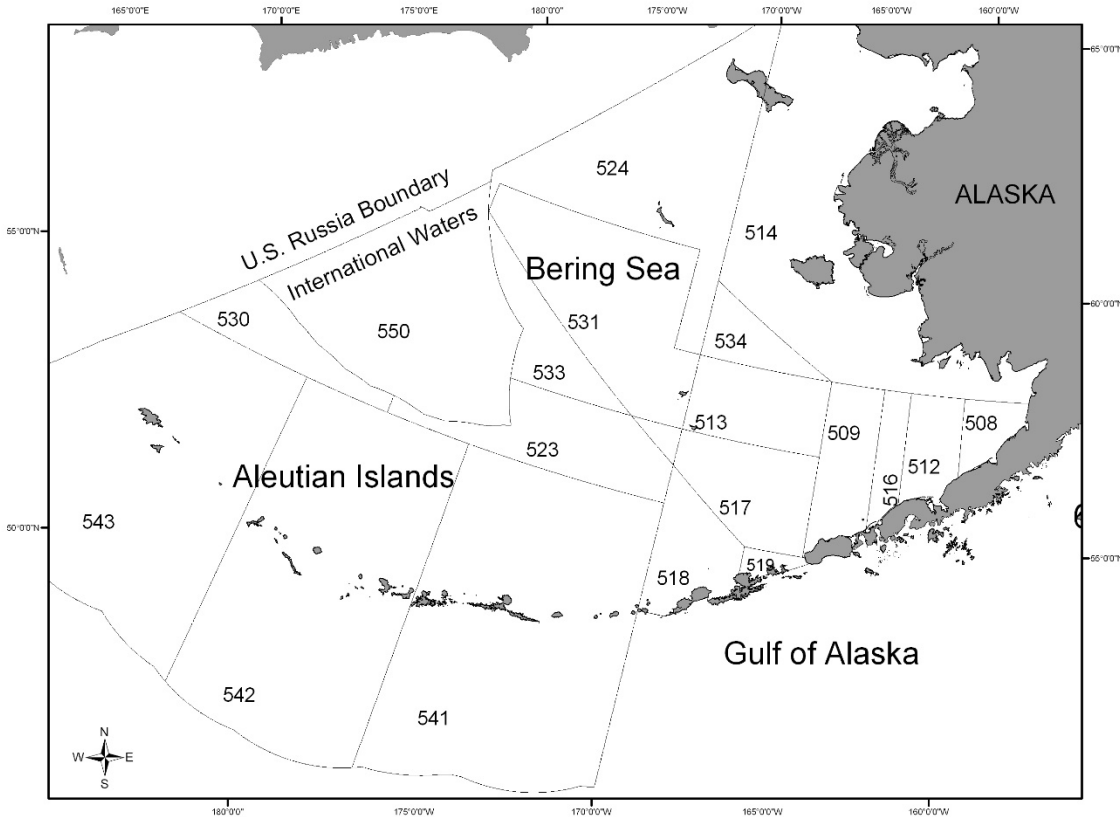 165°0'0"E
170°0'0"E
175°0'0"E
180°0'0"
175°0'0"W
170°0'0"W
165°0'0"W
160°0'0"W
65°0'0"N
524
ALASKA
U.S. Russia Boundary
International Waters
514
55°0'0"N
Bering Sea
60°0'0"N
530
550
531
534
533
513
509
508
523
512
Aleutian Islands
516
543
517
50°0'0"N
55°0'0"N
518
519
Gulf of Alaska
542
541
N
W
E
S
180°0'0"
175°0'0"W
170°0'0"W
165°0'0"W
160°0'0"W